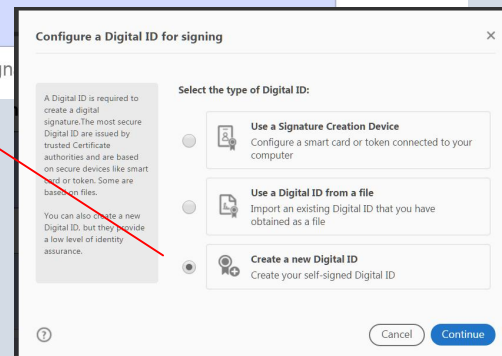 Configure a Digital ID for signing
A Digital ID is required to
create a digital
signature.The most secure
Digital ID are issued by
trusted Certificate
authorities and are based
on secure devices like smart
card or token. Some are
based on files.
You can also create a new
Digital ID, but they provide
a low level of identity
assurance.
Select the type of Digital ID:
Use a Signature Creation Device
Configure a smart card or token connected to your
computer
Use a Digital ID from a file
Import an existing Digital ID that you have
obtained as a file
Create a new Digital ID
Create your self-signed Digital ID
Cancel
Continue